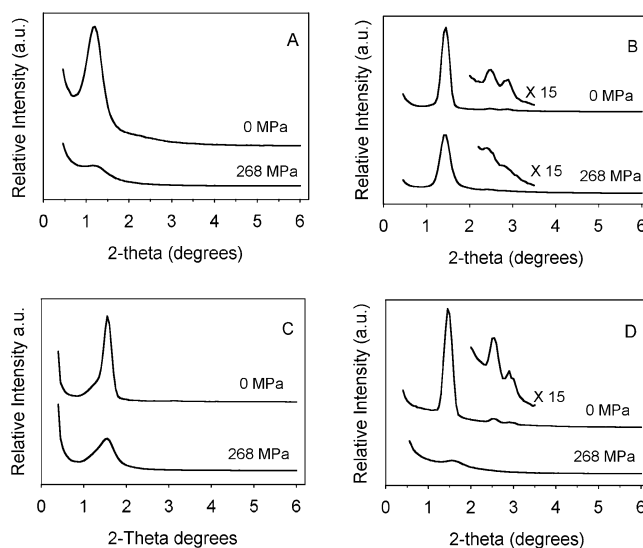 Relative Intensity (a.u.)
A
0 MPa
268 MPa
0 1 2 3 4 5 6
2-theta (degrees)
Relative Intensity (a.u.)
B
X 15
0 MPa
X 15
268 MPa
0 1 2 3 4 5 6
2-theta (degrees)
Relative Intensity a.u.
C
0 MPa
268 MPa
0 1 2 3 4 5 6
2-Theta degrees
Relative Intensity (a.u.)
D
X 15
0 MPa
268 MPa
0 1 2 3 4 5 6
2-theta (degrees)